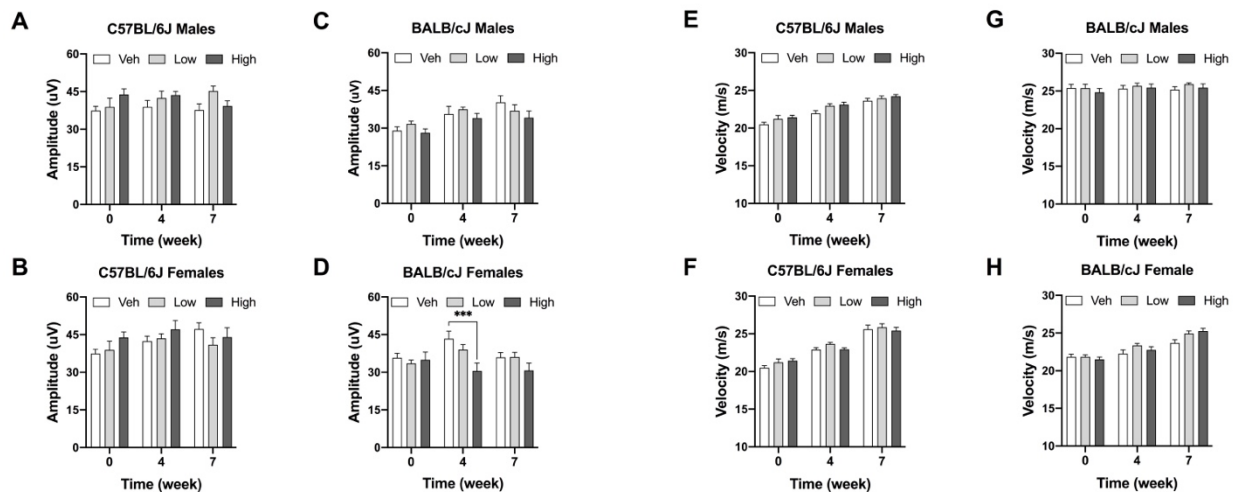 A
C57BL/6J Males
Veh Low High
Amplitude (uV)
60
45
30
15
0
0 4 7
Time (week)
C
BALB/cJ Males
Veh Low High
Amplitude (uV)
60
45
30
15
0
0 4 7
Time (week)
E
C57BL/6J Males
Veh Low High
Velocity (m/s)
30
25
20
15
10
0 4 7
Time (week)
G
BALB/cJ Males
Veh Low High
Velocity (m/s)
30
25
20
15
10
0 4 7
Time (week)
B
C57BL/6J Females
Veh Low High
Amplitude (uV)
60
45
30
15
0
0 4 7
Time (week)
D
BALB/cJ Females
Veh Low High
***
Amplitude (uV)
60
45
30
15
0
0 4 7
Time (week)
F
C57BL/6J Females
Veh Low High
Velocity (m/s)
30
25
20
15
10
0 4 7
Time (week)
H
BALB/cJ Female
Veh Low High
Velocity (m/s)
30
25
20
15
10
0 4 7
Time (week)